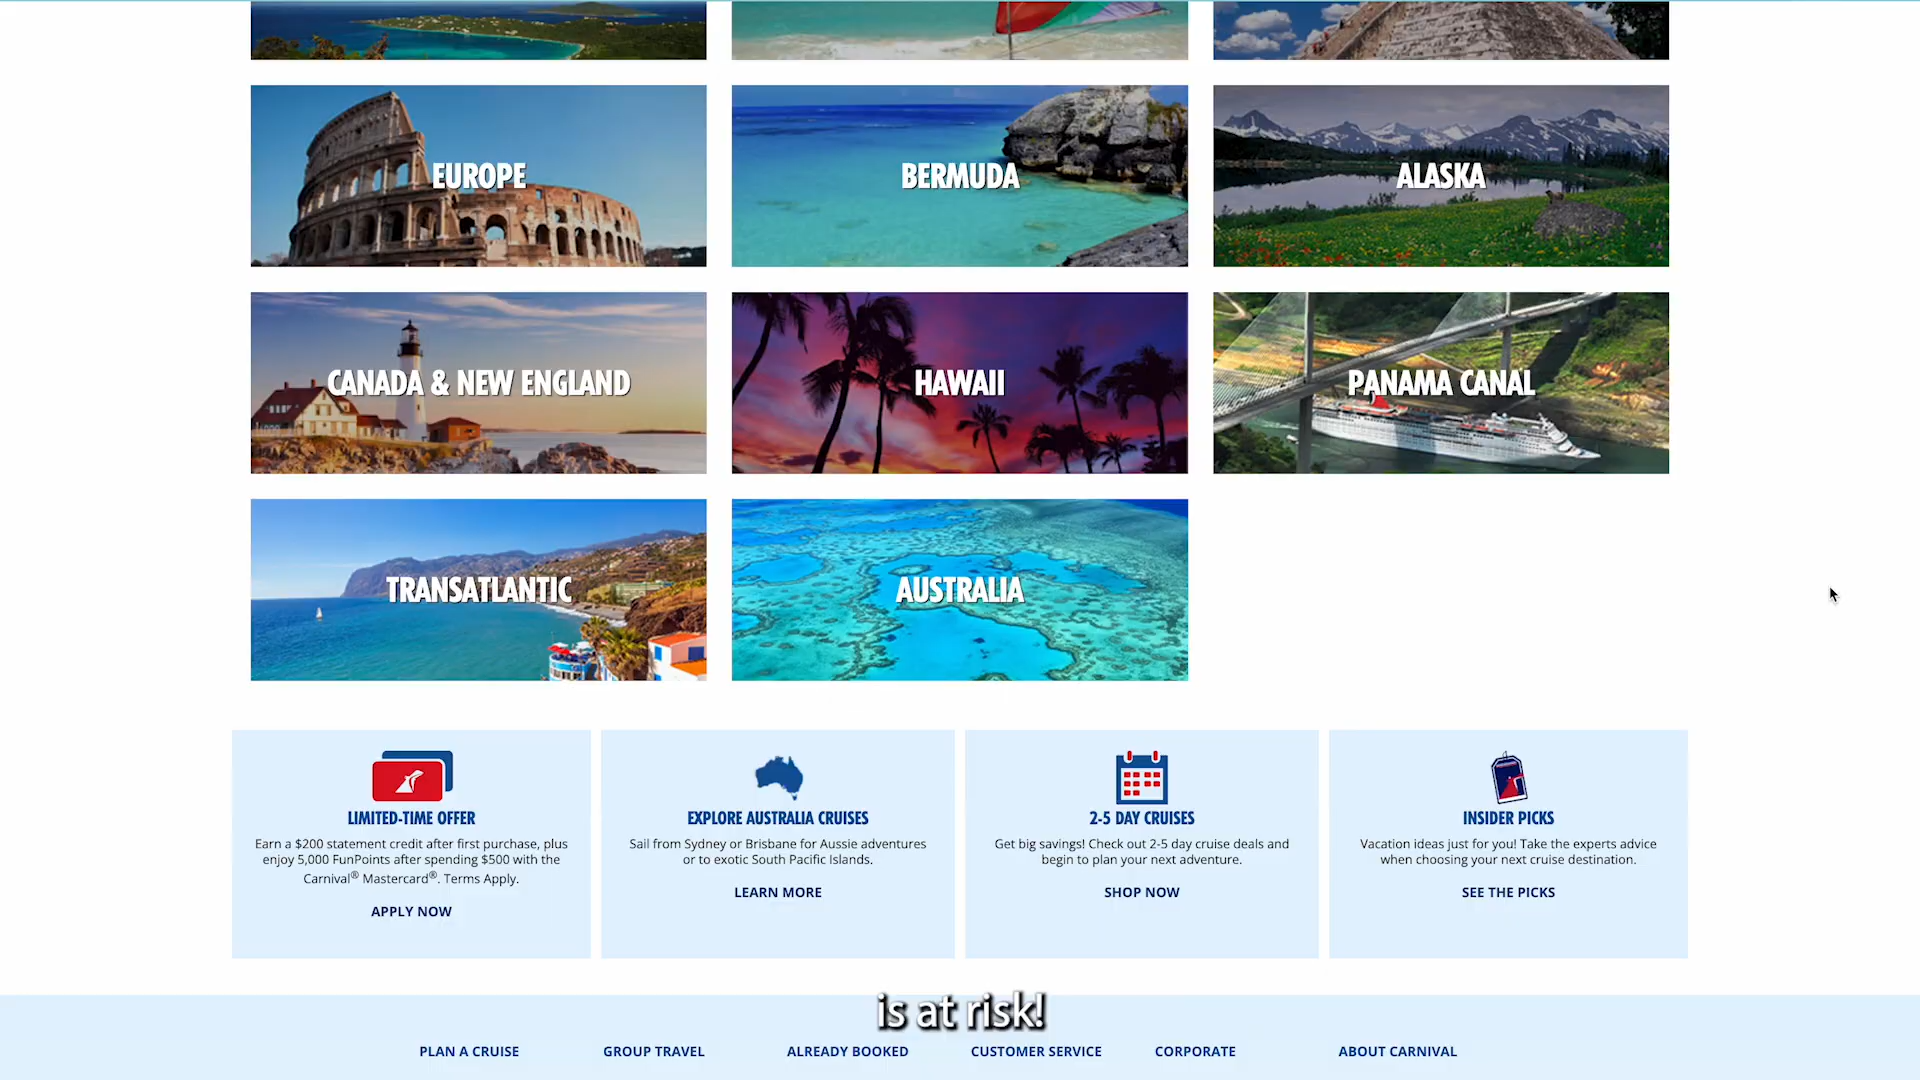 EUROPE
BERMUDA
ALASKA
CANADA & NEW ENGLAND
HAWAII
PANAMA CANAL
TRANSATLANTIC
AUSTRALIA
LIMITED-TIME OFFER
Earn a $200 statement credit after first purchase, plus
enjoy 5,000 FunPoints after spending $500 with the
Carnival® Mastercard®. Terms Apply.
APPLY NOW
EXPLORE AUSTRALIA CRUISES
Sail from Sydney or Brisbane for Aussie adventures
or to exotic South Pacific Islands.
LEARN MORE
2-5 DAY CRUISES
Get big savings! Check out 2-5 day cruise deals and
begin to plan your next adventure.
SHOP NOW
INSIDER PICKS
Vacation ideas just for you! Take the experts advice
when choosing your next cruise destination.
SEE THE PICKS
is at risk!
PLAN A CRUISE
GROUP TRAVEL
ALREADY BOOKED
CUSTOMER SERVICE
CORPORATE
ABOUT CARNIVAL